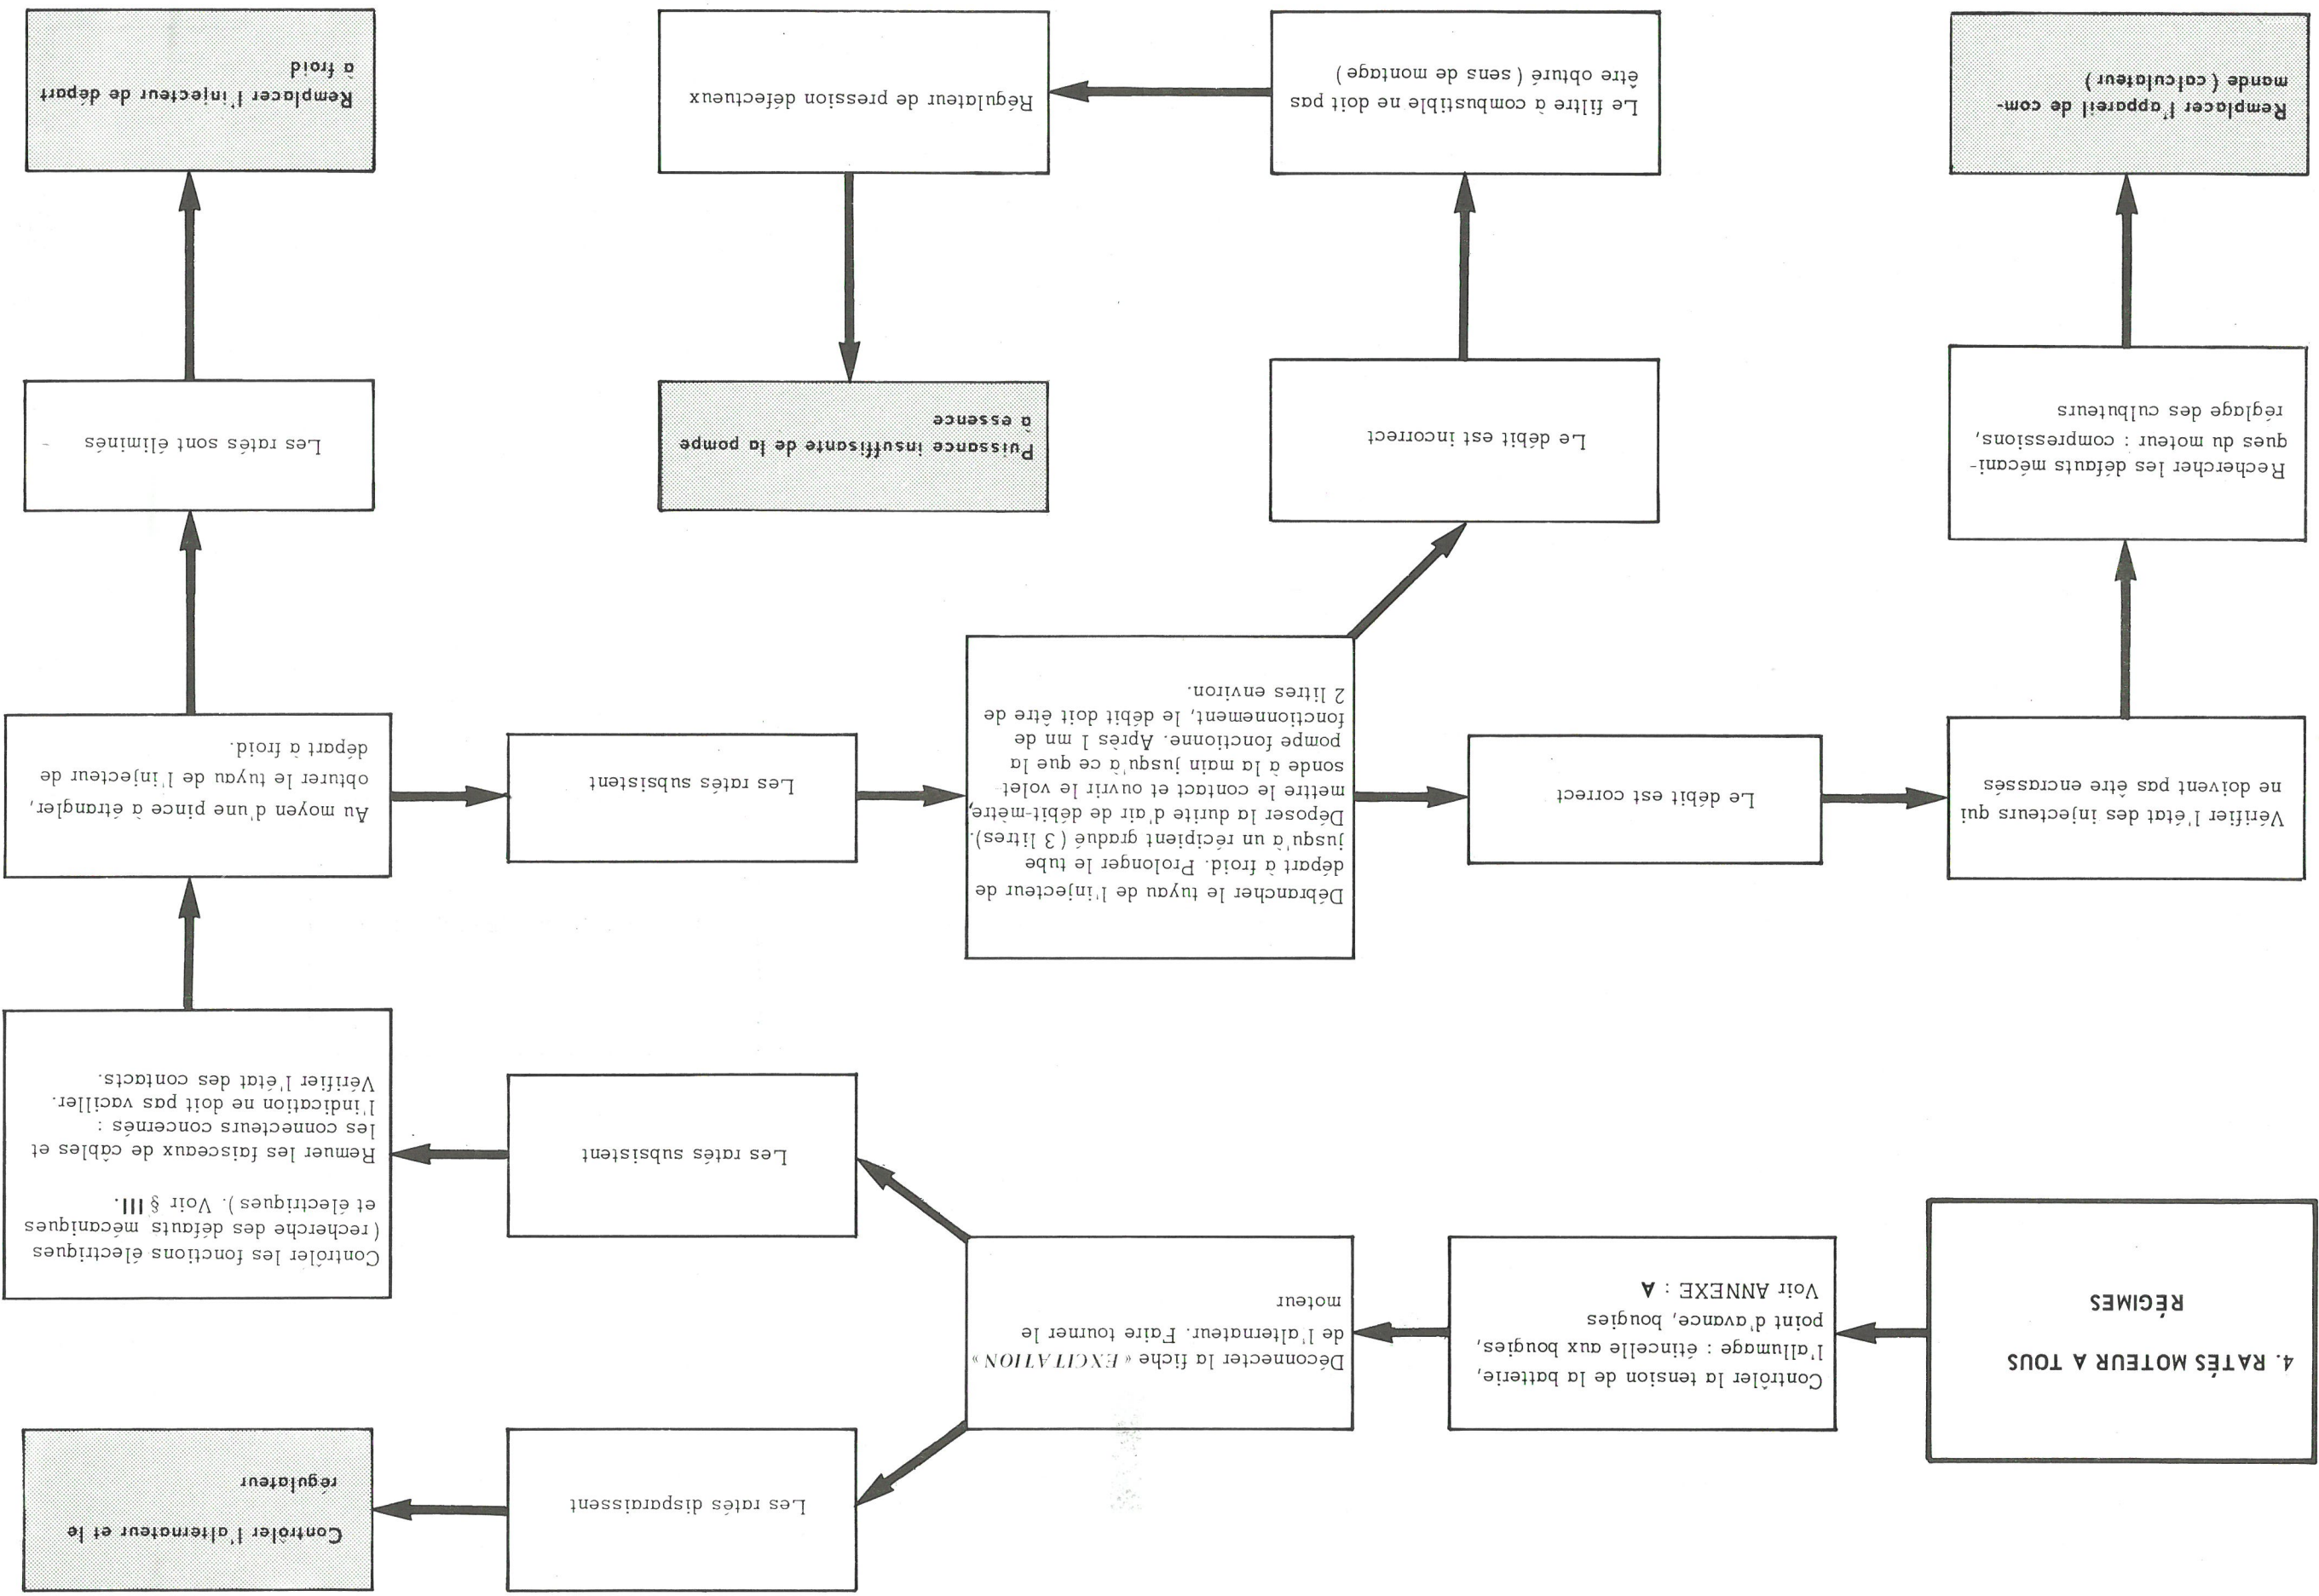 4. RATÉS MOTEUR A TOUS
RÉGIMES
Contrôler la tension de la batterie,
l'allumage : étincelle aux bougies,
point d'avance, bougies
Voir ANNEXE : A
Déconnecter la fiche « EXCITATION »
de l'alternateur. Faire tourner le
moteur
Les ratés disparaissent
Contrôler l'alternateur et le
régulateur
Les ratés subsistent
Contrôler les fonctions électriques
( recherche des défauts mécaniques
et électriques ). Voir § III.
Remuer les faisceaux de câbles et
les connecteurs concernés :
l'indication ne doit pas vaciller.
Vérifier l'état des contacts.
Au moyen d'une pince à étrangler,
obturer le tuyau de l'injecteur de
départ à froid.
Les ratés subsistent
Débrancher le tuyau de l'injecteur de
départ à froid. Prolonger le tube
jusqu'à un récipient gradué ( 3 litres).
Déposer la durite d'air de débit-mètre,
mettre le contact et ouvrir le volet
sonde à la main jusqu'à ce que la
pompe fonctionne. Après 1 mn de
fonctionnement, le débit doit être de
2 litres environ.
Le débit est correct
Vérifier l'état des injecteurs qui
ne doivent pas être encrassés
Rechercher les défauts mécani-
ques du moteur : compressions,
réglage des culbuteurs
Remplacer l'appareil de com-
mande ( calculateur )
Le débit est incorrect
Le filtre à combustible ne doit pas
être obturé ( sens de montage )
Régulateur de pression défectueux
Puissance insuffisante de la pompe
à essence
Les ratés sont éliminés
Remplacer l'injecteur de départ
à froid